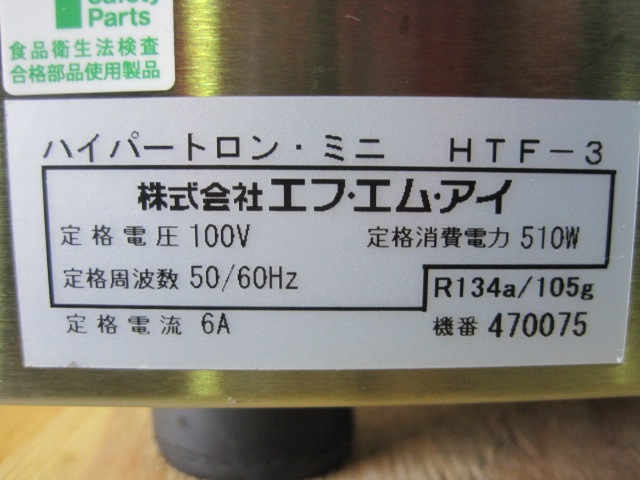 Parts
食品衛生法検査
合格部品使用製品
ハイパートロン・ミニ HTF-3
株式会社エフ・エム・アイ
定格電圧 100V 定格消費電力 510W
定格周波数 50/60Hz
R134a/105g
定格電流 6A 機番 470075